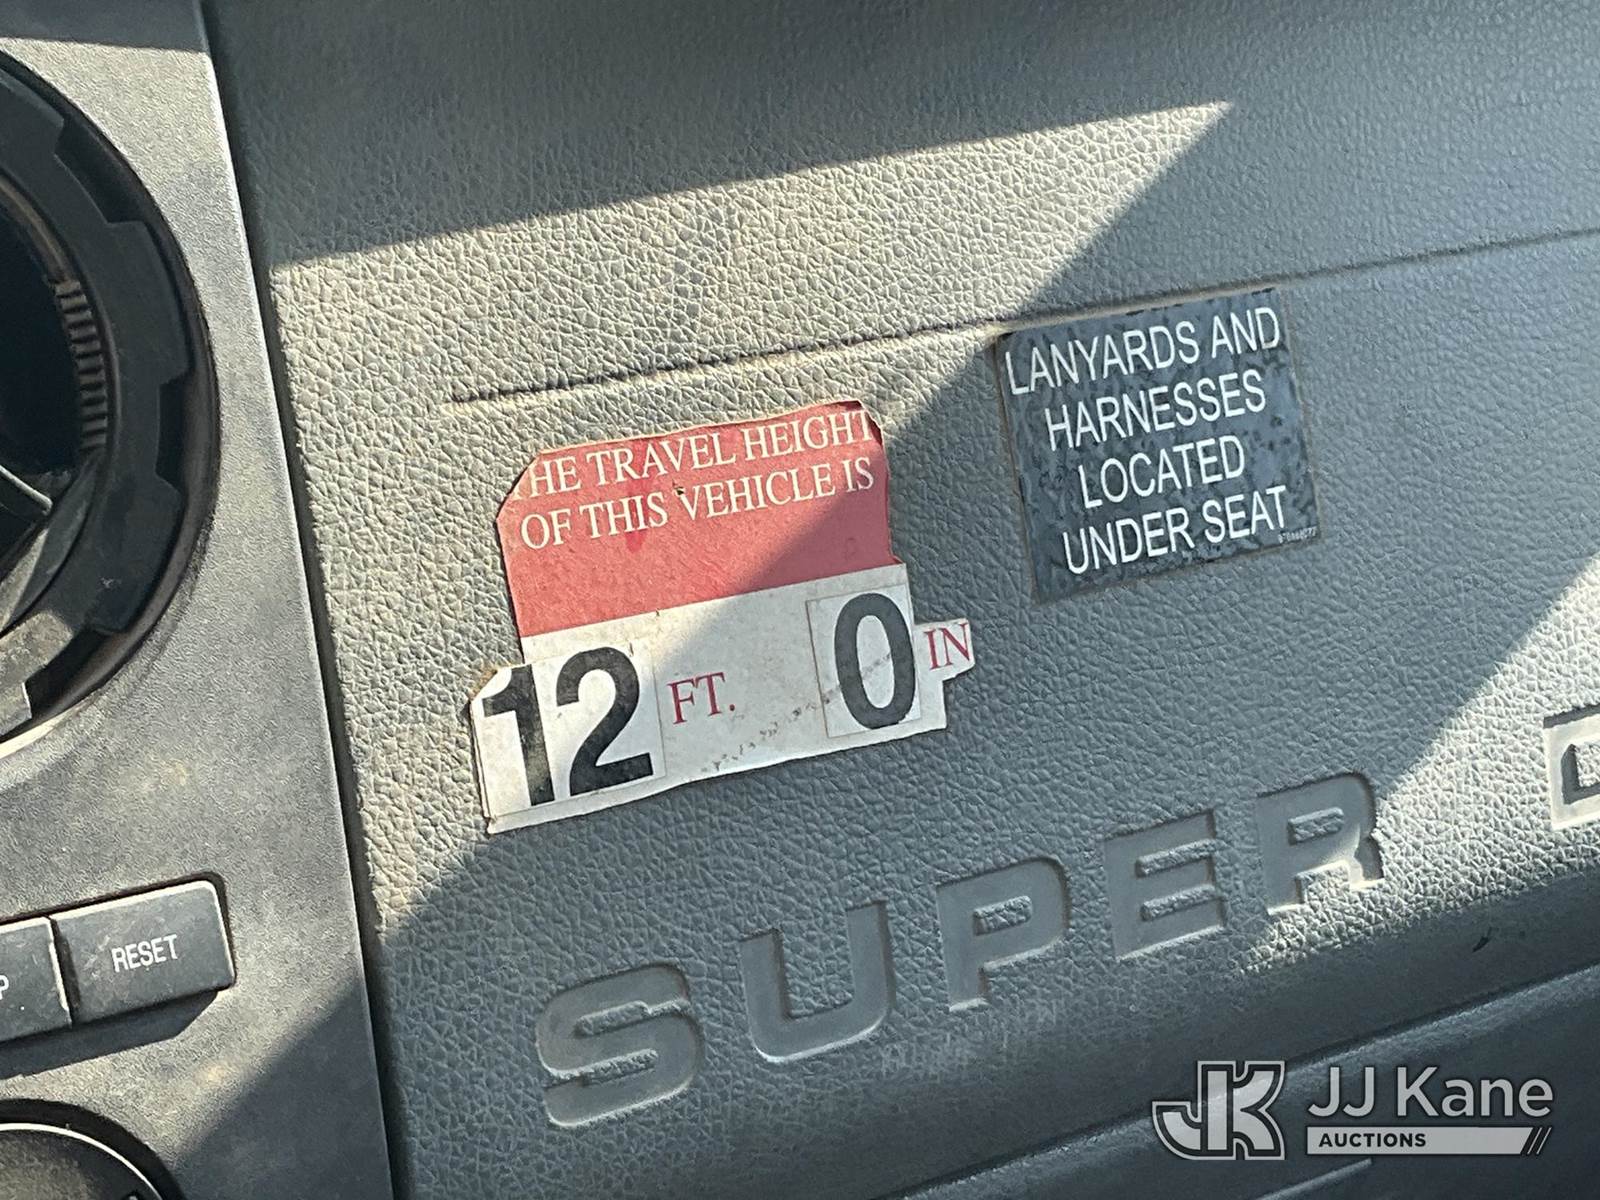 THE TRAVEL HEIGHT
OF THIS VEHICLE IS
12 FT. 0 IN
LANYARDS AND
HARNESSES
LOCATED
UNDER SEAT
RESET
SUPER
JJ Kane
AUCTIONS